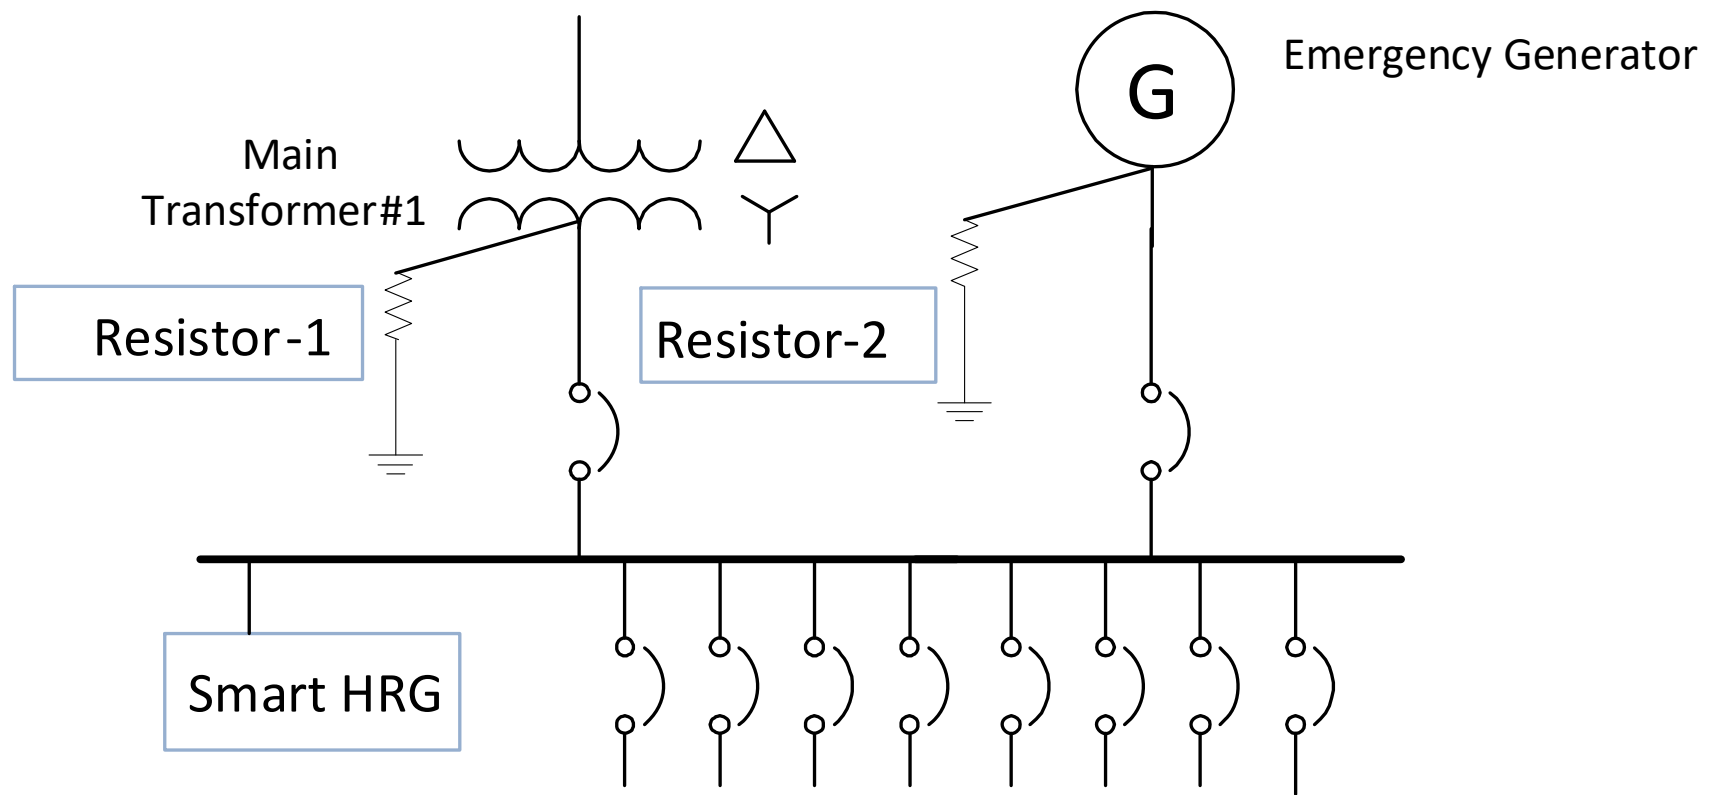 G
Emergency Generator
Main
Transformer#1
Resistor-1
Resistor-2
Smart HRG